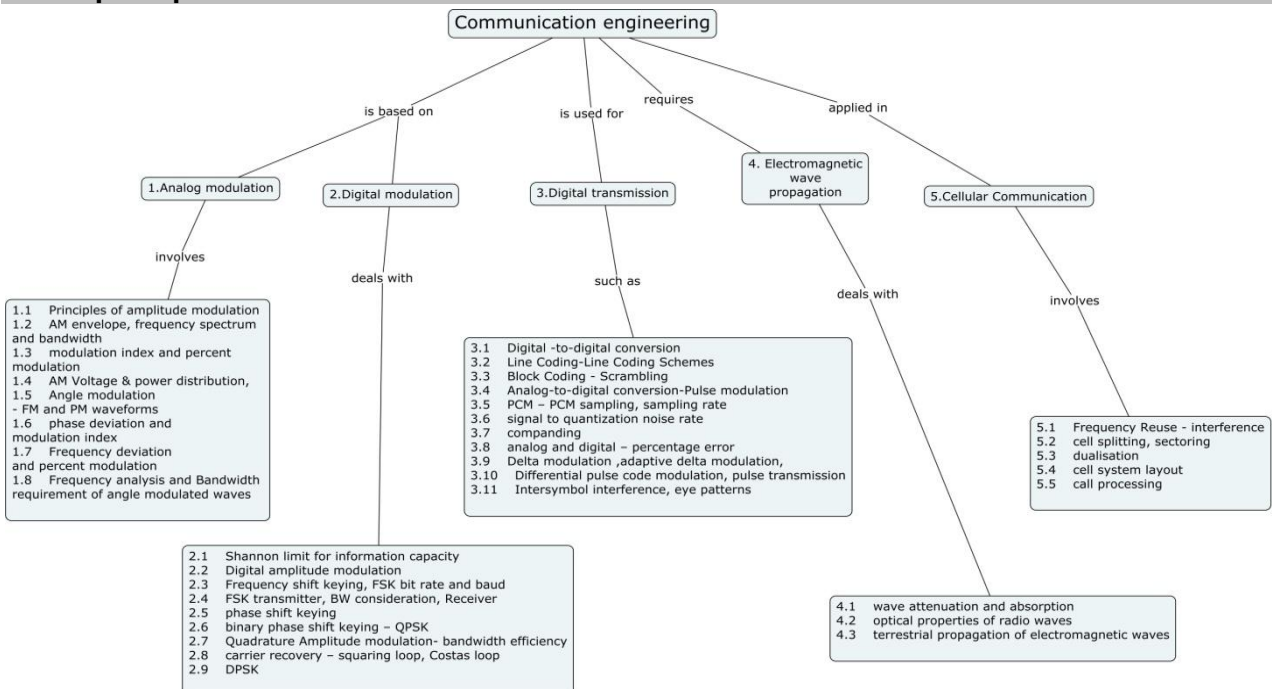 Communication engineering
is based on
is used for
requires
applied in
1.Analog modulation
2.Digital modulation
3.Digital transmission
4. Electromagnetic
wave
propagation
5.Cellular Communication
involves
deals with
such as
deals with
involves
1.1 Principles of amplitude modulation
1.2 AM envelope, frequency spectrum
and bandwidth
1.3 modulation index and percent
modulation
1.4 AM Voltage & power distribution,
1.5 Angle modulation
- FM and PM waveforms
1.6 phase deviation and
modulation index
1.7 Frequency deviation
and percent modulation
1.8 Frequency analysis and Bandwidth
requirement of angle modulated waves
2.1 Shannon limit for information capacity
2.2 Digital amplitude modulation
2.3 Frequency shift keying, FSK bit rate and baud
2.4 FSK transmitter, BW consideration, Receiver
2.5 phase shift keying
2.6 binary phase shift keying – QPSK
2.7 Quadrature Amplitude modulation- bandwidth efficiency
2.8 carrier recovery – squaring loop, Costas loop
2.9 DPSK
3.1 Digital -to-digital conversion
3.2 Line Coding-Line Coding Schemes
3.3 Block Coding - Scrambling
3.4 Analog-to-digital conversion-Pulse modulation
3.5 PCM – PCM sampling, sampling rate
3.6 signal to quantization noise rate
3.7 companding
3.8 analog and digital – percentage error
3.9 Delta modulation ,adaptive delta modulation,
3.10 Differential pulse code modulation, pulse transmission
3.11 Intersymbol interference, eye patterns
4.1 wave attenuation and absorption
4.2 optical properties of radio waves
4.3 terrestrial propagation of electromagnetic waves
5.1 Frequency Reuse - interference
5.2 cell splitting, sectoring
5.3 dualisation
5.4 cell system layout
5.5 call processing